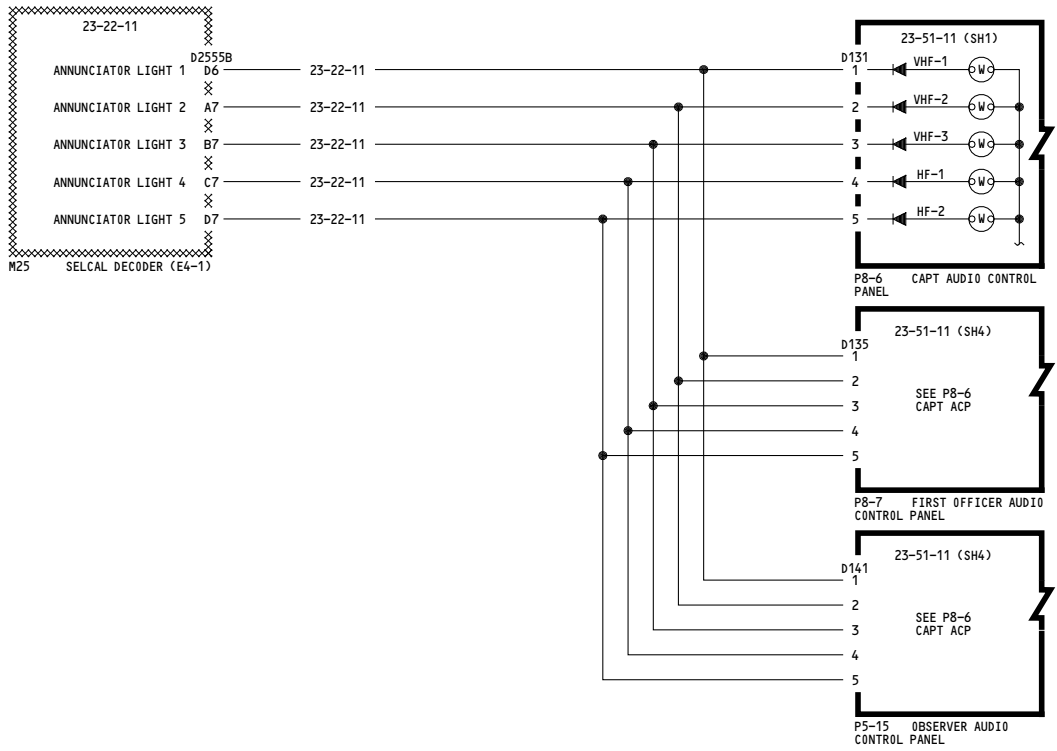 23-22-11
D2555B
ANNUNCIATOR LIGHT 1 D6 23-22-11
ANNUNCIATOR LIGHT 2 A7 23-22-11
ANNUNCIATOR LIGHT 3 B7 23-22-11
ANNUNCIATOR LIGHT 4 C7 23-22-11
ANNUNCIATOR LIGHT 5 D7 23-22-11
M25 SELCAL DECODER (E4-1)
23-51-11 (SH1)
D131
1 VHF-1 W
2 VHF-2 W
3 VHF-3 W
4 HF-1 W
5 HF-2 W
P8-6 CAPT AUDIO CONTROL
PANEL
23-51-11 (SH4)
D135
1
2
3
4
5
SEE P8-6
CAPT ACP
P8-7 FIRST OFFICER AUDIO
CONTROL PANEL
23-51-11 (SH4)
D141
1
2
3
4
5
SEE P8-6
CAPT ACP
P5-15 OBSERVER AUDIO
CONTROL PANEL